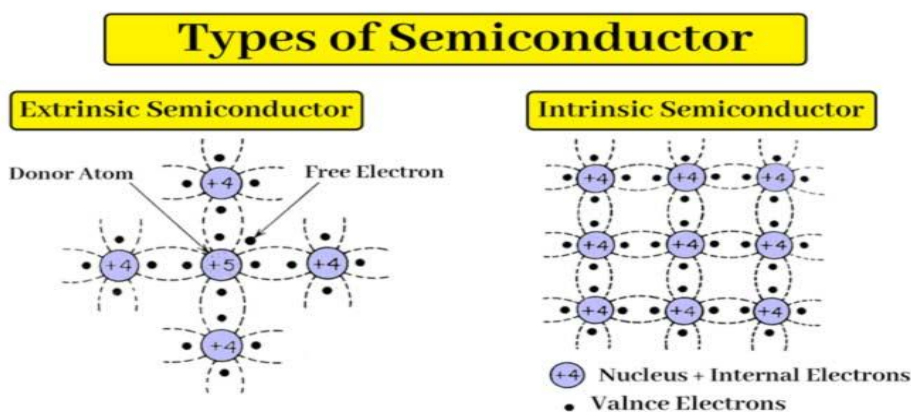 Types of Semiconductor
Extrinsic Semiconductor
Donor Atom
Free Electron
+4
+4
+5
+4
+4
Intrinsic Semiconductor
+4 +4 +4
+4 +4 +4
+4 +4 +4
+4 Nucleus + Internal Electrons
Valnce Electrons